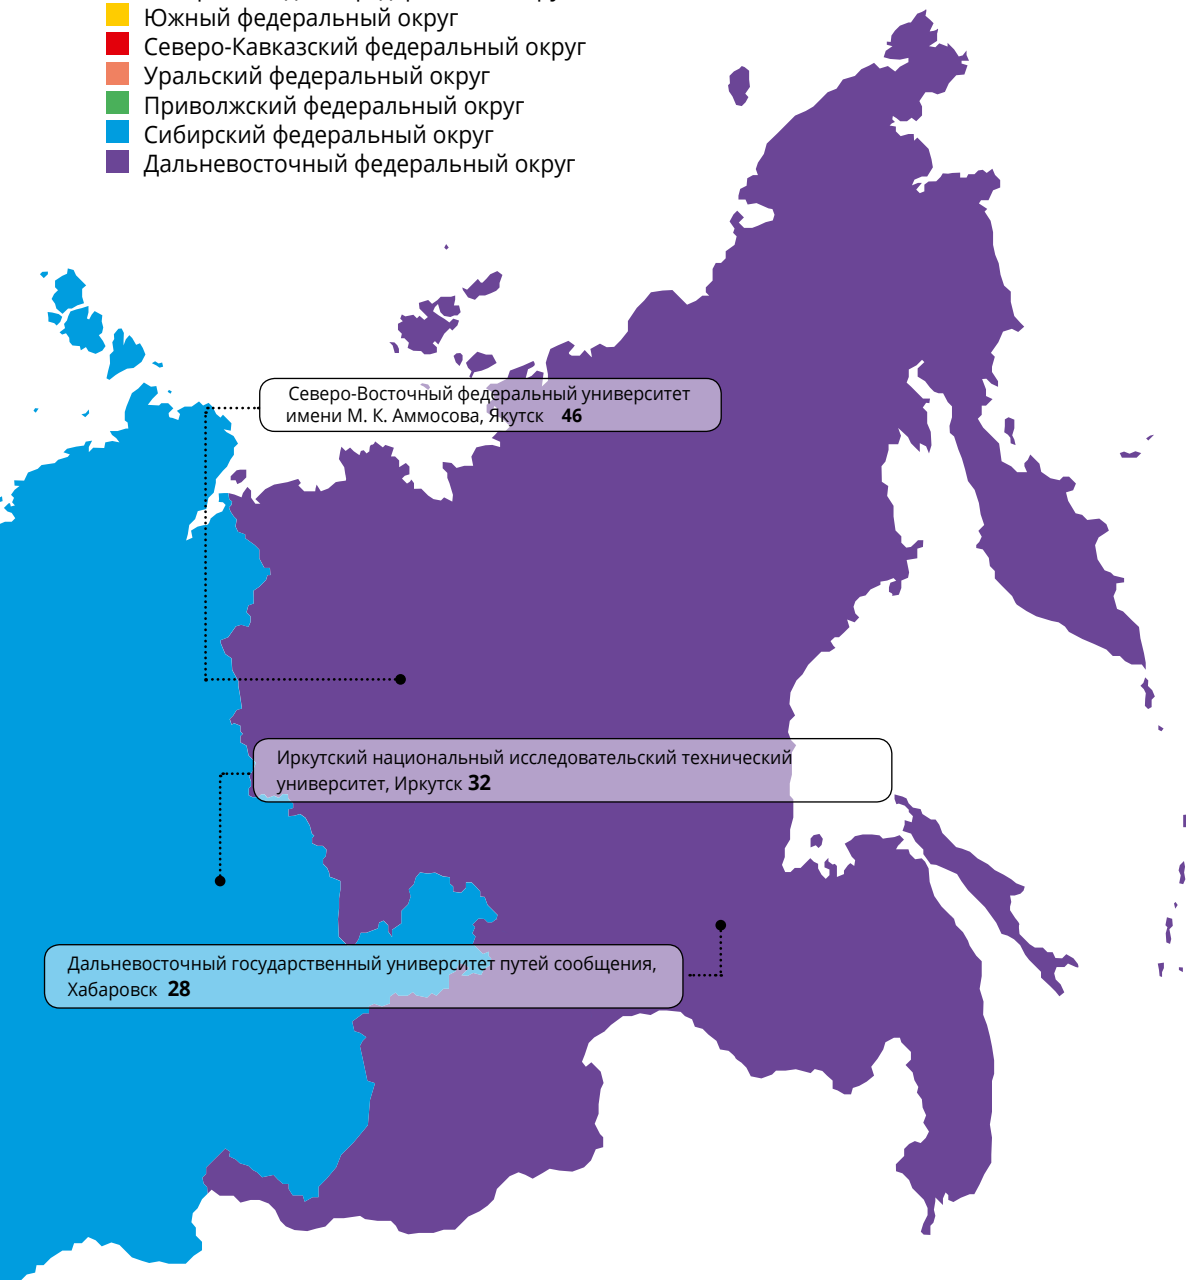 Южный федеральный округ
Северо-Кавказский федеральный округ
Уральский федеральный округ
Приволжский федеральный округ
Сибирский федеральный округ
Дальневосточный федеральный округ
Северо-Восточный федеральный университет
имени М. К. Аммосова, Якутск 46
Иркутский национальный исследовательский технический
университет, Иркутск 32
Дальневосточный государственный университет путей сообщения,
Хабаровск 28